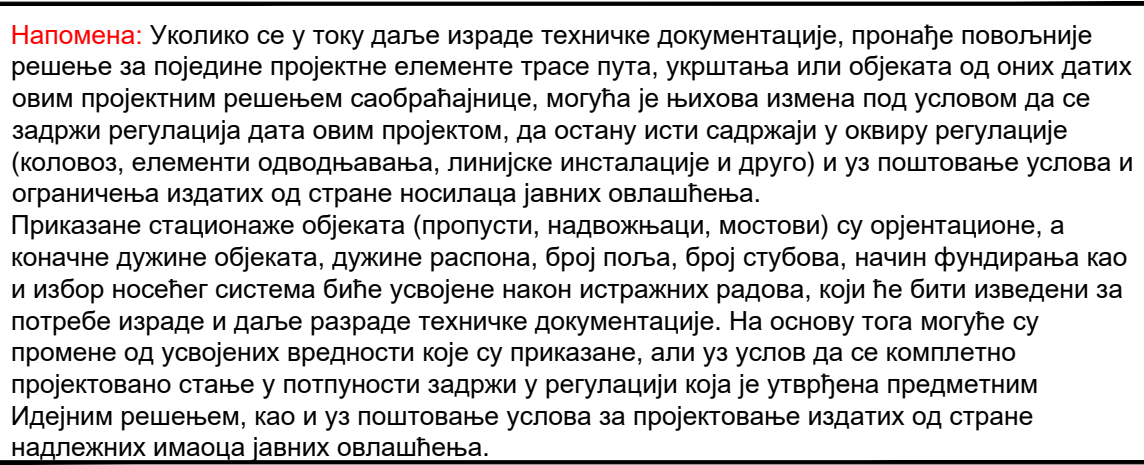 Напомена: Уколико се у току даље израде техничке документације, пронађе повољније
решење за поједине пројектне елементе трасе пута, укрштања или објеката од оних датих
овим пројектним решењем саобраћајнице, могућа је њихова измена под условом да се
задржи регулација дата овим пројектом, да остану исти садржаји у оквиру регулације
(коловоз, елементи одводњавања, линијске инсталације и друго) и уз поштовање услова и
ограничења издатих од стране носилаца јавних овлашћења.
Приказане стационаже објеката (пропусти, надвожњаци, мостови) су орјентационе, а
коначне дужине објеката, дужине распона, број поља, број стубова, начин фундирања као
и избор носећег система биће усвојене након истражних радова, који ће бити изведени за
потребе израде и даље разраде техничке документације. На основу тога могуће су
промене од усвојених вредности које су приказане, али уз услов да се комплетно
пројектовано стање у потпуности задржи у регулацији која је утврђена предметним
Идејним решењем, као и уз поштовање услова за пројектовање издатих од стране
надлежних имаоца јавних овлашћења.